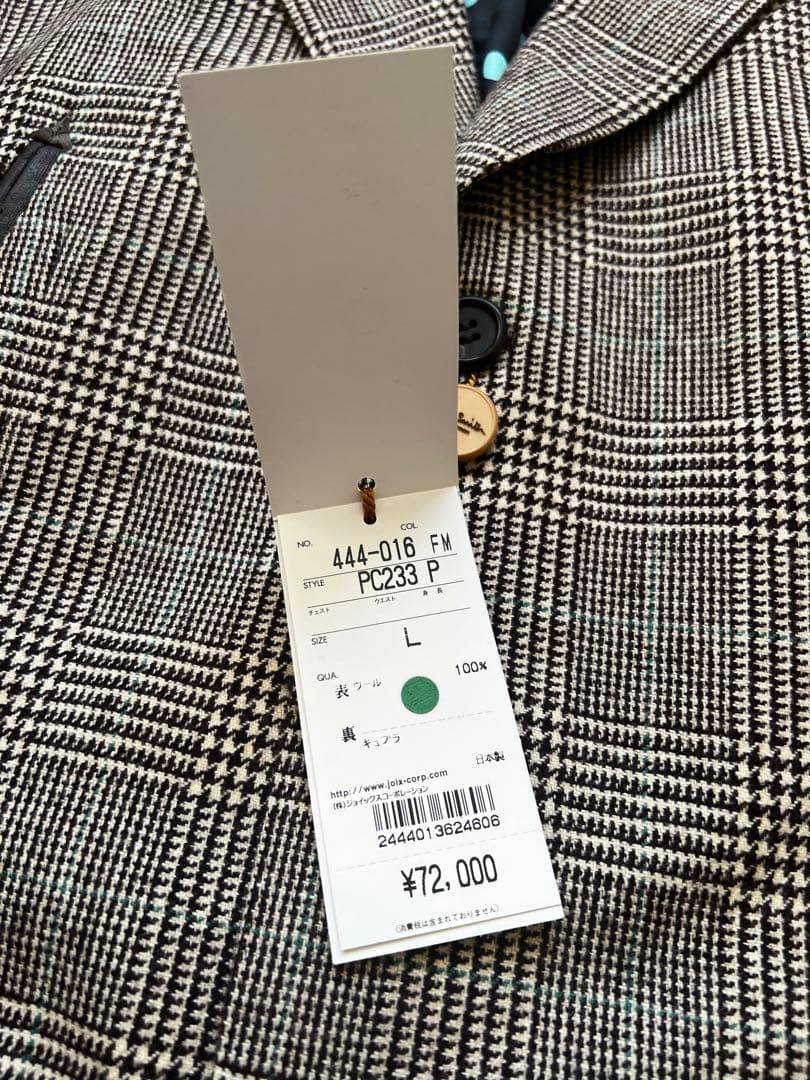 Smith
NO.
COL.
444-016 FM
STYLE
PC233 P
チェスト ウエスト 身長
SIZE
L
QUA.
表 ウール 100%
裏 キュプラ
日本製
http://www.joix-corp.com
(株)ジョイックスコーポレーション
2444013624606
¥72,000
(消費税は含まれておりません)